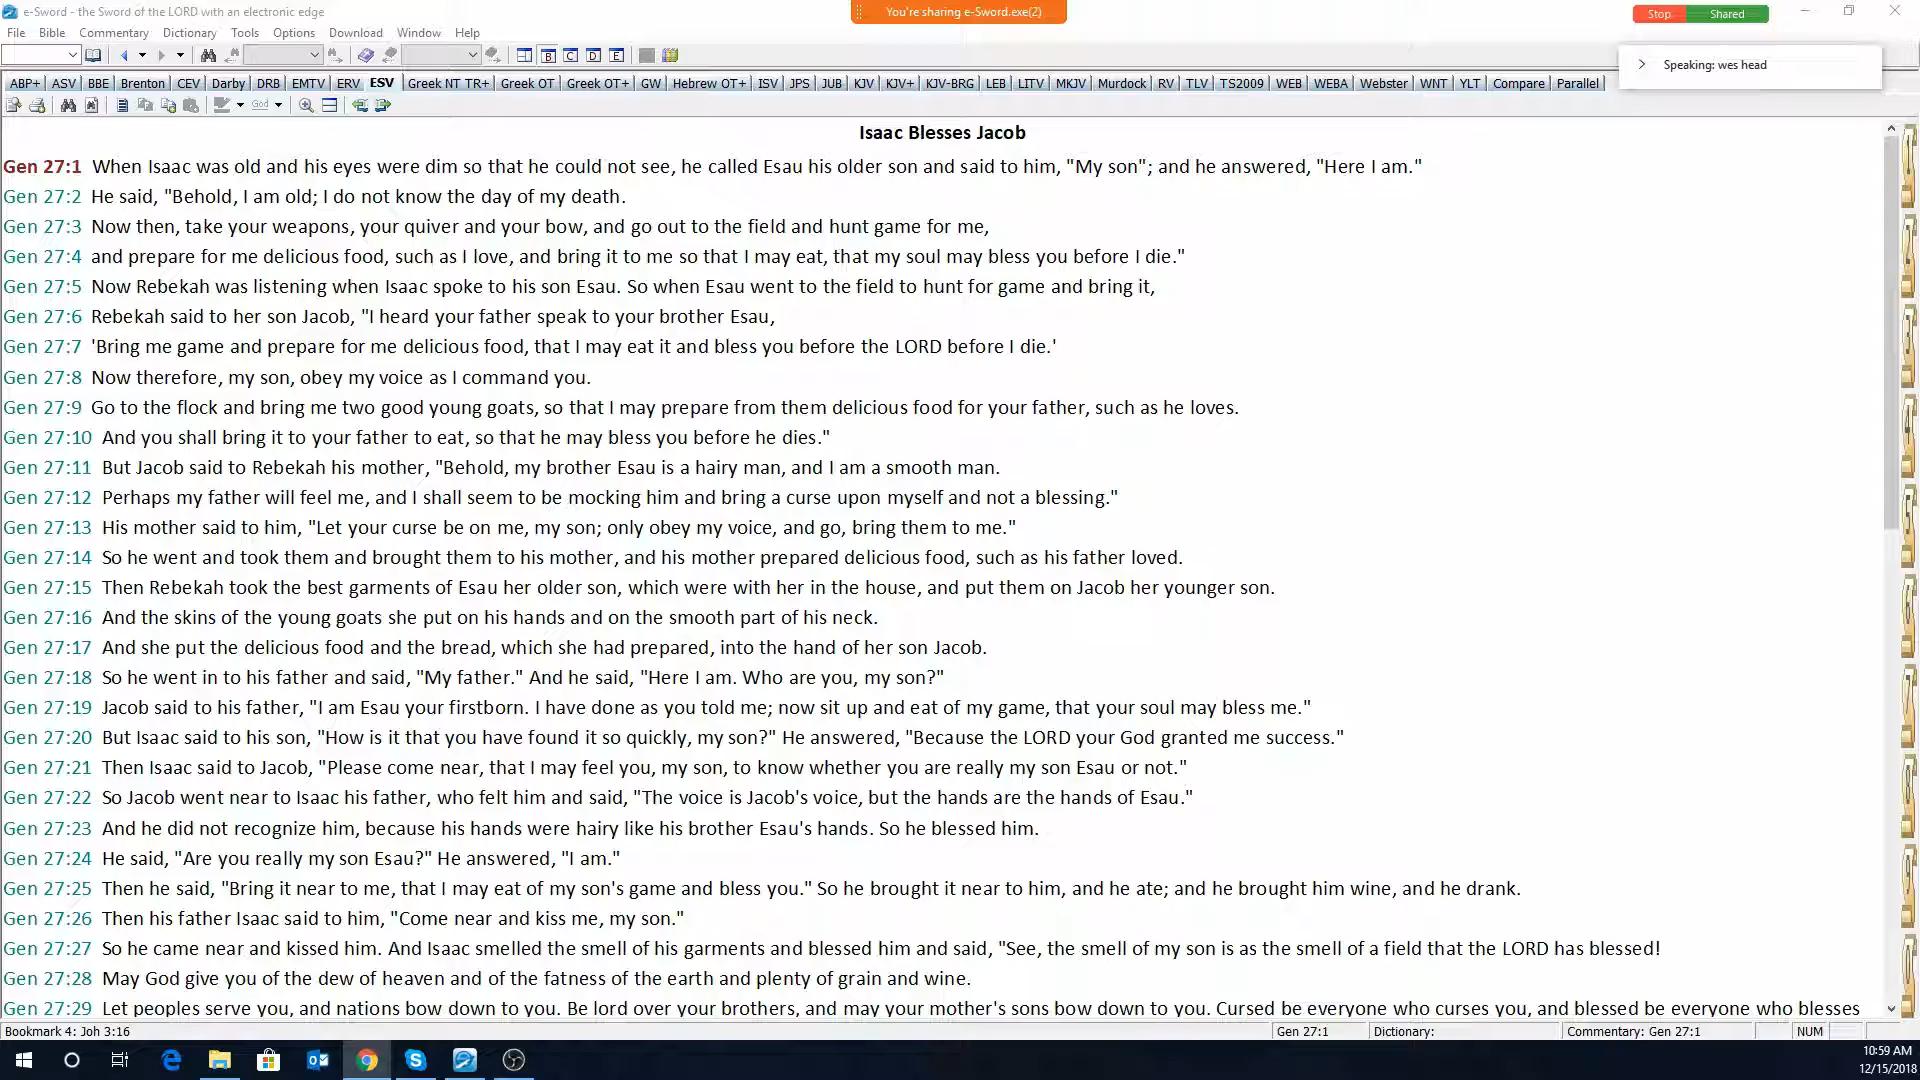 e-Sword - the Sword of the LORD with an electronic edge
You're sharing e-Sword.exe(2)
Stop Shared
File Bible Commentary Dictionary Tools Options Download Window Help
B C D E
Speaking: wes head
ABP+ ASV BBE Brenton CEV Darby DRB EMTV ERV ESV Greek NT TR+ Greek OT Greek OT+ GW Hebrew OT+ ISV JPS JUB KJV KJV+ KJV-BRG LEB LITV MKJV Murdock RV TLV TS2009 WEB WEBA Webster WNT YLT Compare Parallel
God
Isaac Blesses Jacob
Gen 27:1 When Isaac was old and his eyes were dim so that he could not see, he called Esau his older son and said to him, "My son"; and he answered, "Here I am."
Gen 27:2 He said, "Behold, I am old; I do not know the day of my death.
Gen 27:3 Now then, take your weapons, your quiver and your bow, and go out to the field and hunt game for me,
Gen 27:4 and prepare for me delicious food, such as I love, and bring it to me so that I may eat, that my soul may bless you before I die."
Gen 27:5 Now Rebekah was listening when Isaac spoke to his son Esau. So when Esau went to the field to hunt for game and bring it,
Gen 27:6 Rebekah said to her son Jacob, "I heard your father speak to your brother Esau,
Gen 27:7 'Bring me game and prepare for me delicious food, that I may eat it and bless you before the LORD before I die.'
Gen 27:8 Now therefore, my son, obey my voice as I command you.
Gen 27:9 Go to the flock and bring me two good young goats, so that I may prepare from them delicious food for your father, such as he loves.
Gen 27:10 And you shall bring it to your father to eat, so that he may bless you before he dies."
Gen 27:11 But Jacob said to Rebekah his mother, "Behold, my brother Esau is a hairy man, and I am a smooth man.
Gen 27:12 Perhaps my father will feel me, and I shall seem to be mocking him and bring a curse upon myself and not a blessing."
Gen 27:13 His mother said to him, "Let your curse be on me, my son; only obey my voice, and go, bring them to me."
Gen 27:14 So he went and took them and brought them to his mother, and his mother prepared delicious food, such as his father loved.
Gen 27:15 Then Rebekah took the best garments of Esau her older son, which were with her in the house, and put them on Jacob her younger son.
Gen 27:16 And the skins of the young goats she put on his hands and on the smooth part of his neck.
Gen 27:17 And she put the delicious food and the bread, which she had prepared, into the hand of her son Jacob.
Gen 27:18 So he went in to his father and said, "My father." And he said, "Here I am. Who are you, my son?"
Gen 27:19 Jacob said to his father, "I am Esau your firstborn. I have done as you told me; now sit up and eat of my game, that your soul may bless me."
Gen 27:20 But Isaac said to his son, "How is it that you have found it so quickly, my son?" He answered, "Because the LORD your God granted me success."
Gen 27:21 Then Isaac said to Jacob, "Please come near, that I may feel you, my son, to know whether you are really my son Esau or not."
Gen 27:22 So Jacob went near to Isaac his father, who felt him and said, "The voice is Jacob's voice, but the hands are the hands of Esau."
Gen 27:23 And he did not recognize him, because his hands were hairy like his brother Esau's hands. So he blessed him.
Gen 27:24 He said, "Are you really my son Esau?" He answered, "I am."
Gen 27:25 Then he said, "Bring it near to me, that I may eat of my son's game and bless you." So he brought it near to him, and he ate; and he brought him wine, and he drank.
Gen 27:26 Then his father Isaac said to him, "Come near and kiss me, my son."
Gen 27:27 So he came near and kissed him. And Isaac smelled the smell of his garments and blessed him and said, "See, the smell of my son is as the smell of a field that the LORD has blessed!
Gen 27:28 May God give you of the dew of heaven and of the fatness of the earth and plenty of grain and wine.
Gen 27:29 Let peoples serve you, and nations bow down to you. Be lord over your brothers, and may your mother's sons bow down to you. Cursed be everyone who curses you, and blessed be everyone who blesses
Bookmark 4: Joh 3:16 Gen 27:1 Dictionary: Commentary: Gen 27:1 NUM
10:59 AM
12/15/2018